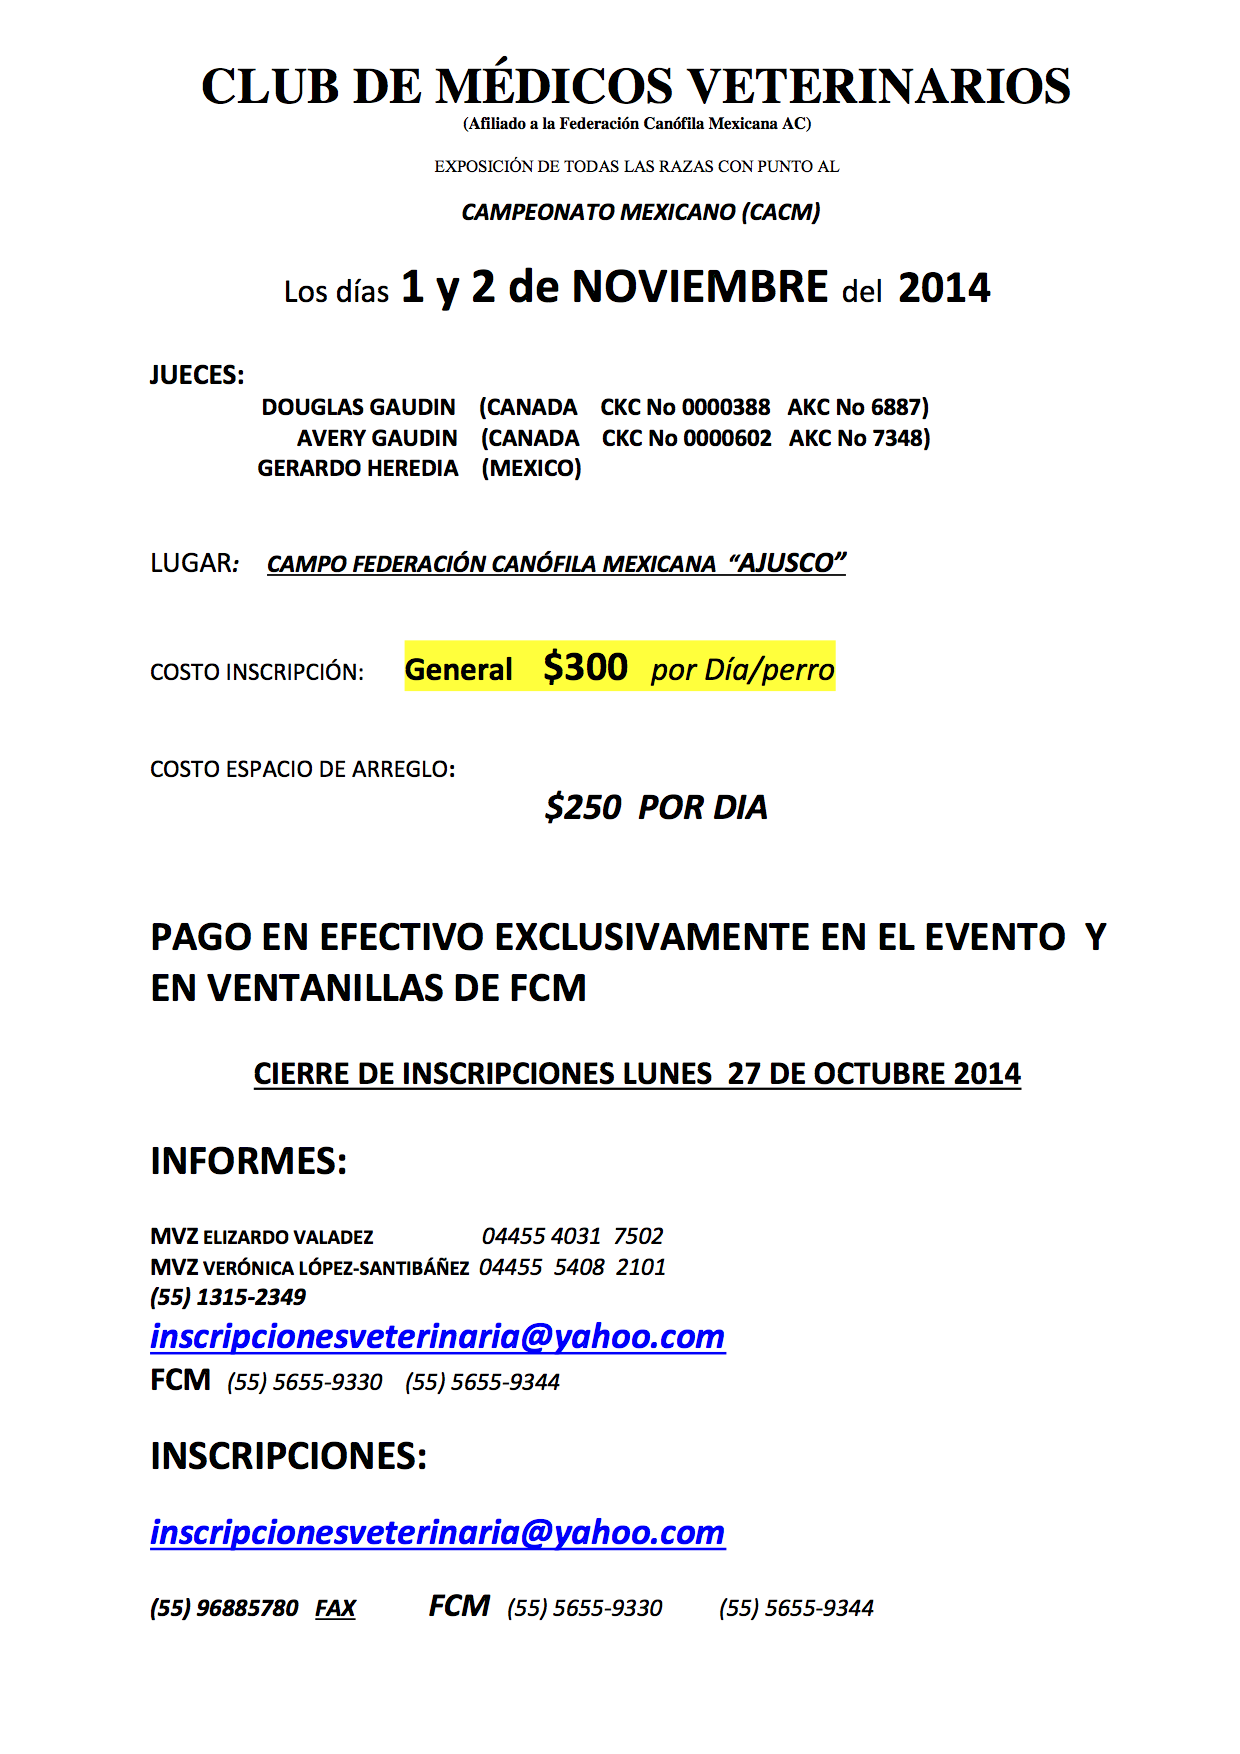 CLUB DE MÉDICOS VETERINARIOS
(Afiliado a la Federación Canófila Mexicana AC)
EXPOSICIÓN DE TODAS LAS RAZAS CON PUNTO AL
CAMPEONATO MEXICANO (CACM)
Los días 1 y 2 de NOVIEMBRE del 2014
JUECES:
DOUGLAS GAUDIN (CANADA CKC No 0000388 AKC No 6887)
AVERY GAUDIN (CANADA CKC No 0000602 AKC No 7348)
GERARDO HEREDIA (MEXICO)
LUGAR: CAMPO FEDERACIÓN CANÓFILA MEXICANA “AJUSCO”
COSTO INSCRIPCIÓN: General $300 por Día/perro
COSTO ESPACIO DE ARREGLO:
$250 POR DIA
PAGO EN EFECTIVO EXCLUSIVAMENTE EN EL EVENTO Y
EN VENTANILLAS DE FCM
CIERRE DE INSCRIPCIONES LUNES 27 DE OCTUBRE 2014
INFORMES:
MVZ ELIZARDO VALADEZ 04455 4031 7502
MVZ VERÓNICA LÓPEZ-SANTIBÁÑEZ 04455 5408 2101
(55) 1315-2349
inscripcionesveterinaria@yahoo.com
FCM (55) 5655-9330 (55) 5655-9344
INSCRIPCIONES:
inscripcionesveterinaria@yahoo.com
(55) 96885780 FAX FCM (55) 5655-9330 (55) 5655-9344